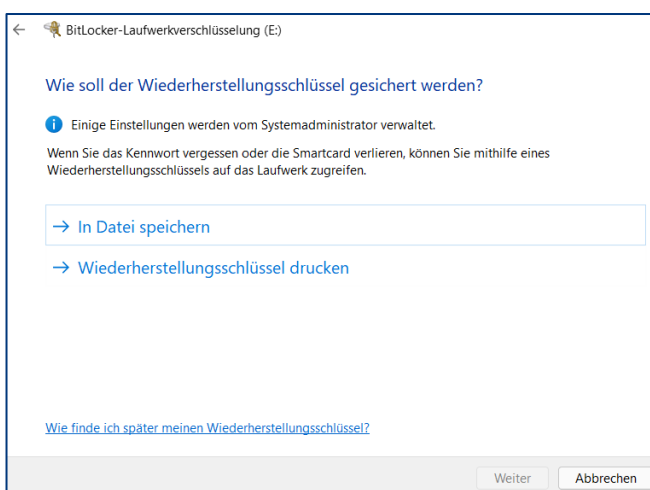 BitLocker-Laufwerkverschlüsselung (E:)
Wie soll der Wiederherstellungsschlüssel gesichert werden?
Einige Einstellungen werden vom Systemadministrator verwaltet.
Wenn Sie das Kennwort vergessen oder die Smartcard verlieren, können Sie mithilfe eines
Wiederherstellungsschlüssels auf das Laufwerk zugreifen.
→ In Datei speichern
→ Wiederherstellungsschlüssel drucken
Wie finde ich später meinen Wiederherstellungsschlüssel?
Weiter Abbrechen